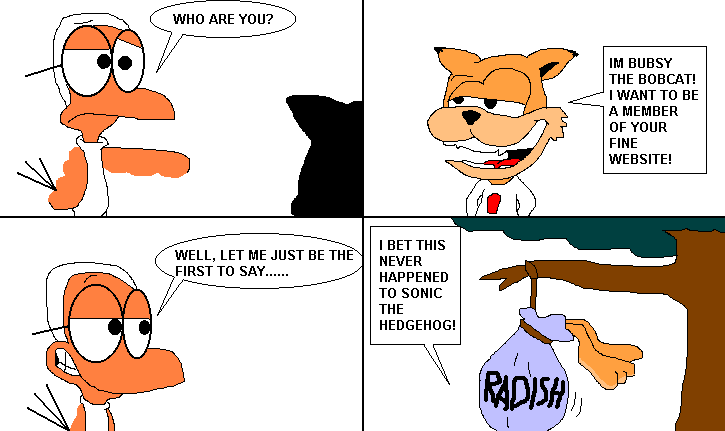 WHO ARE YOU?
IM BUBSY
THE BOBCAT!
I WANT TO BE
A MEMBER
OF YOUR
FINE
WEBSITE!
WELL, LET ME JUST BE THE
FIRST TO SAY......
I BET THIS
NEVER
HAPPENED
TO SONIC
THE
HEDGEHOG!
RADISH